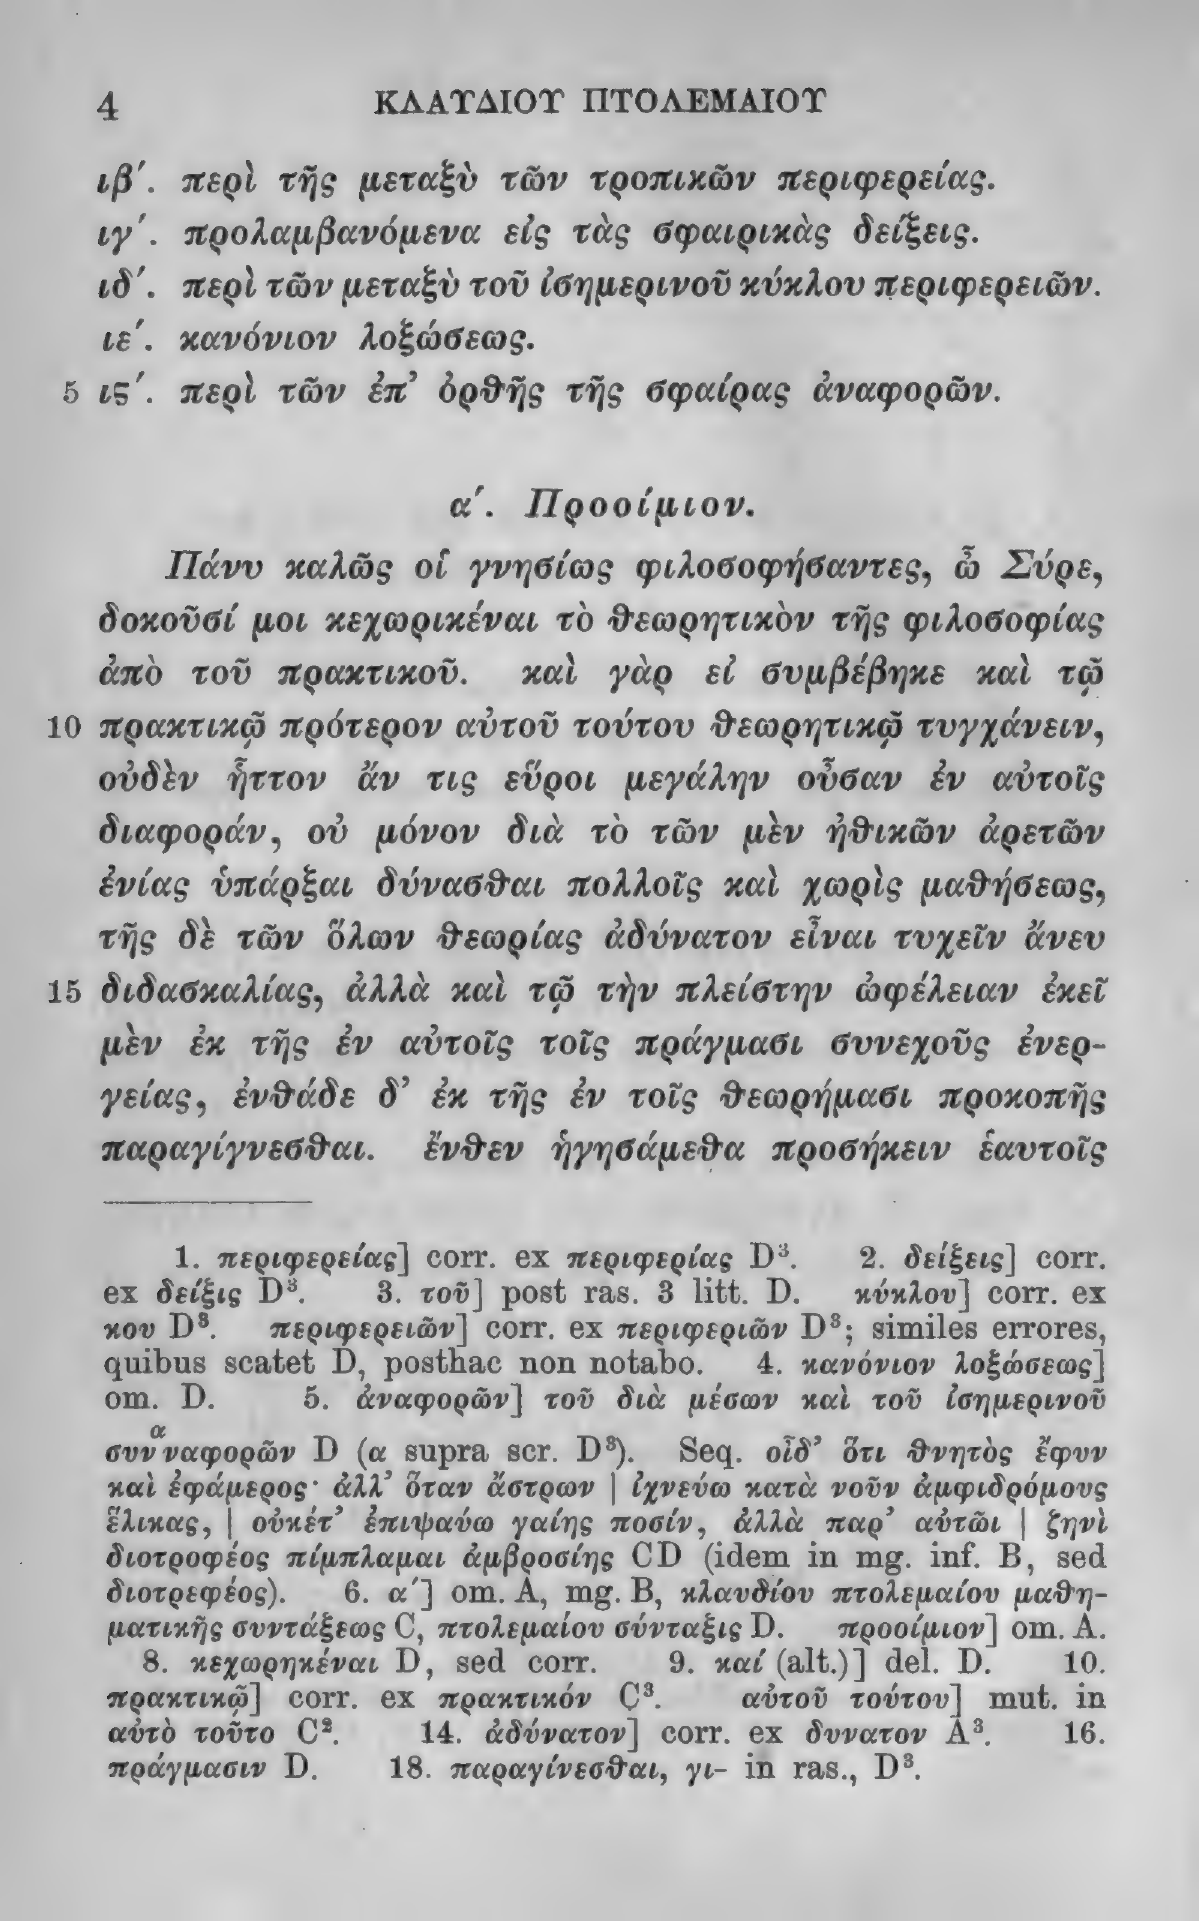 4 ΚΛΑΥΔΙΟΥ ΠΤΟΛΕΜΑΙΟΥ
ιβ΄. περὶ τῆς μεταξὺ τῶν τροπικῶν περιφερείας.
ιγ΄. προλαμβανόμενα εἰς τὰς σφαιρικὰς δείξεις.
ιδ΄. περὶ τῶν μεταξὺ τοῦ ἰσημερινοῦ κύκλου περιφερειῶν.
ιε΄. κανόνιον λοξώσεως.
5 ιϛ΄. περὶ τῶν ἐπ’ ὀρθῆς τῆς σφαίρας ἀναφορῶν.
α΄. Προοίμιον.
Πάνυ καλῶς οἱ γνησίως φιλοσοφήσαντες, ὦ Σύρε,
δοκοῦσί μοι κεχωρικέναι τὸ θεωρητικὸν τῆς φιλοσοφίας
ἀπὸ τοῦ πρακτικοῦ. καὶ γὰρ εἰ συμβέβηκε καὶ τῷ
10 πρακτικῷ πρότερον αὐτοῦ τούτου θεωρητικῷ τυγχάνειν,
οὐδὲν ἧττον ἄν τις εὕροι μεγάλην οὖσαν ἐν αὐτοῖς
διαφοράν, οὐ μόνον διὰ τὸ τῶν μὲν ἠθικῶν ἀρετῶν
ἐνίας ὑπάρξαι δύνασθαι πολλοῖς καὶ χωρὶς μαθήσεως,
τῆς δὲ τῶν ὅλων θεωρίας ἀδύνατον εἶναι τυχεῖν ἄνευ
15 διδασκαλίας, ἀλλὰ καὶ τῷ τὴν πλείστην ὠφέλειαν ἐκεῖ
μὲν ἐκ τῆς ἐν αὐτοῖς τοῖς πράγμασι συνεχοῦς ἐνερ-
γείας, ἐνθάδε δ’ ἐκ τῆς ἐν τοῖς θεωρήμασι προκοπῆς
παραγίγνεσθαι. ἔνθεν ἡγησάμεθα προσήκειν ἑαυτοῖς
1. περιφερείας] corr. ex περιφερίας D³. 2. δείξεις] corr.
ex δείξις D³. 3. τοῦ] post ras. 3 litt. D. κύκλου] corr. ex
κου D³. περιφερειῶν] corr. ex περιφεριῶν D³; similes errores,
quibus scatet D, posthac non notabo. 4. κανόνιον λοξώσεως]
om. D. 5. ἀναφορῶν] τοῦ διὰ μέσων καὶ τοῦ ἰσημερινοῦ
α
συνναφορῶν D (α supra scr. D³). Seq. οἶδ’ ὅτι θνητὸς ἔφυν
καὶ ἐφάμερος· ἀλλ’ ὅταν ἄστρων | ἰχνεύω κατὰ νοῦν ἀμφιδρόμους
ἕλικας, | οὐκέτ’ ἐπιψαύω γαίης ποσίν, ἀλλὰ παρ’ αὐτῶι | ζηνὶ
διοτροφέος πίμπλαμαι ἀμβροσίης CD (idem in mg. inf. B, sed
διοτρεφέος). 6. α΄] om. A, mg. B, κλαυδίου πτολεμαίου μαθη-
ματικῆς συντάξεως C, πτολεμαίου σύνταξις D. προοίμιον] om. A.
8. κεχωρηκέναι D, sed corr. 9. καί (alt.)] del. D. 10.
πρακτικῷ] corr. ex πρακτικόν C³. αὐτοῦ τούτου] mut. in
αὐτὸ τοῦτο C². 14. ἀδύνατον] corr. ex δυνατον A³. 16.
πράγμασιν D. 18. παραγίνεσθαι, γι- in ras., D³.